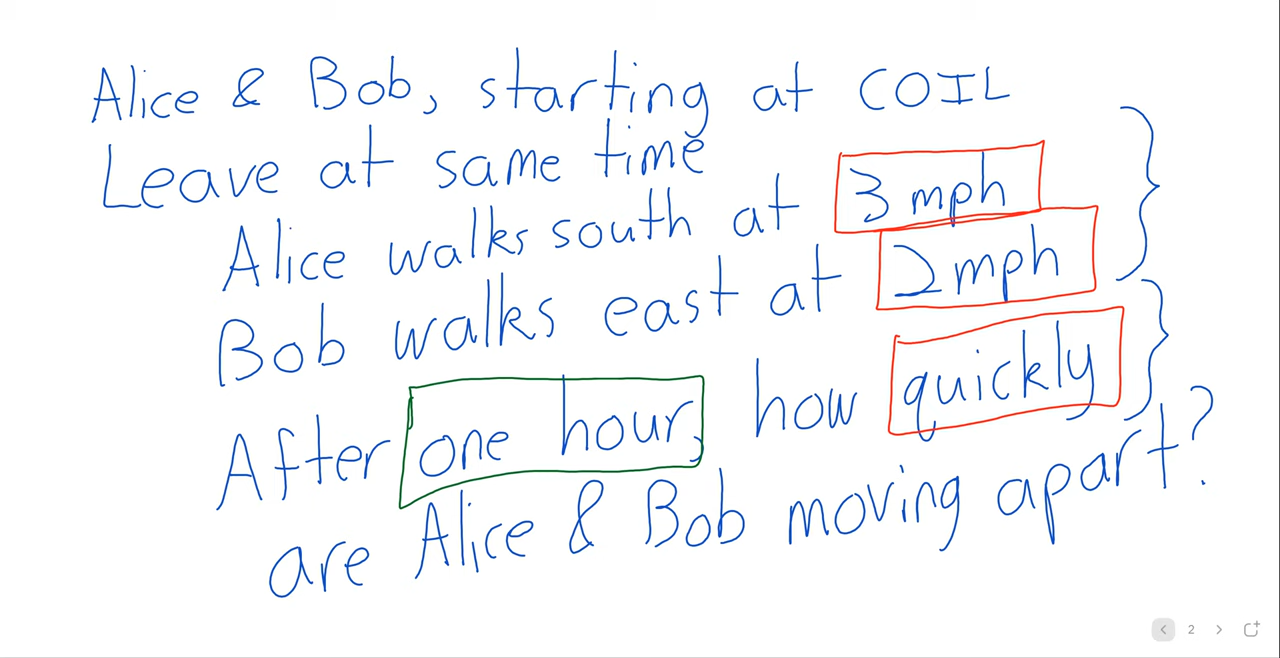 Alice & Bob, starting at COIL
Leave at same time
Alice walks south at 3 mph
Bob walks east at 2 mph
After one hour, how quickly
are Alice & Bob moving apart?
2